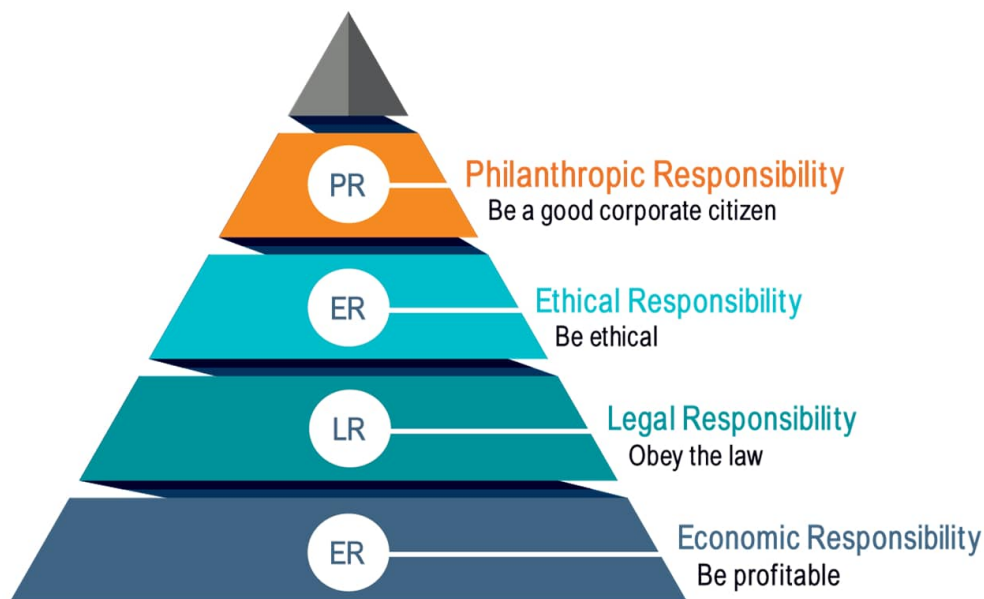 PR
Philanthropic Responsibility
Be a good corporate citizen
ER
Ethical Responsibility
Be ethical
LR
Legal Responsibility
Obey the law
ER
Economic Responsibility
Be profitable